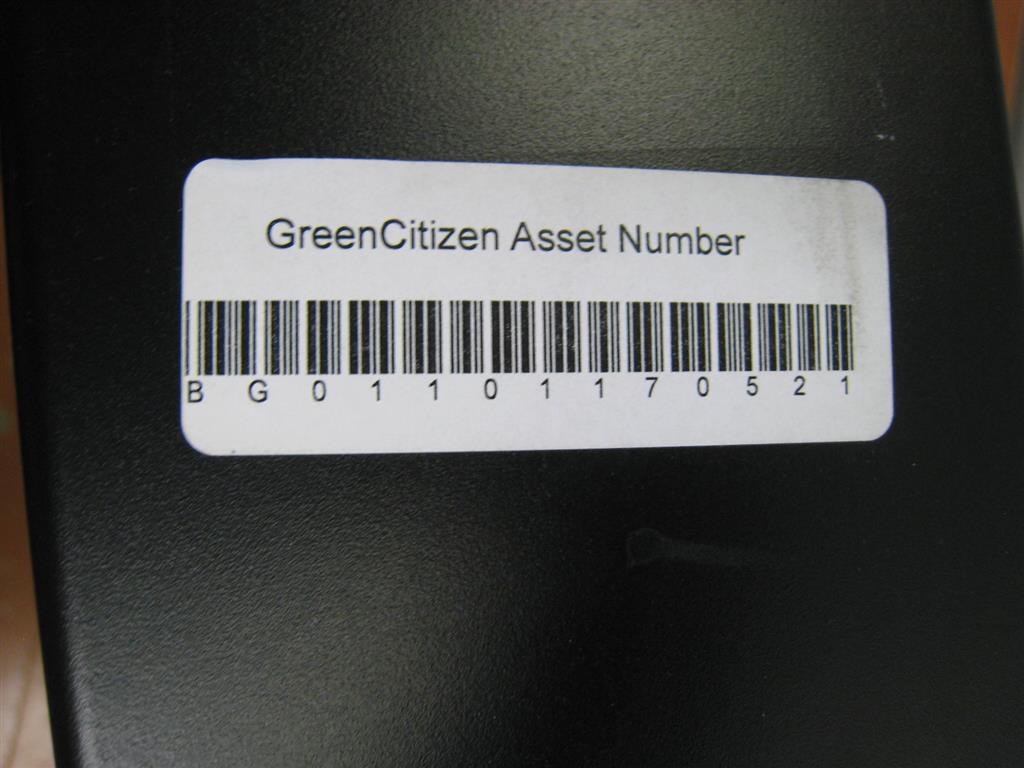 GreenCitizen Asset Number
B G 0 1 1 0 1 1 7 0 5 2 1